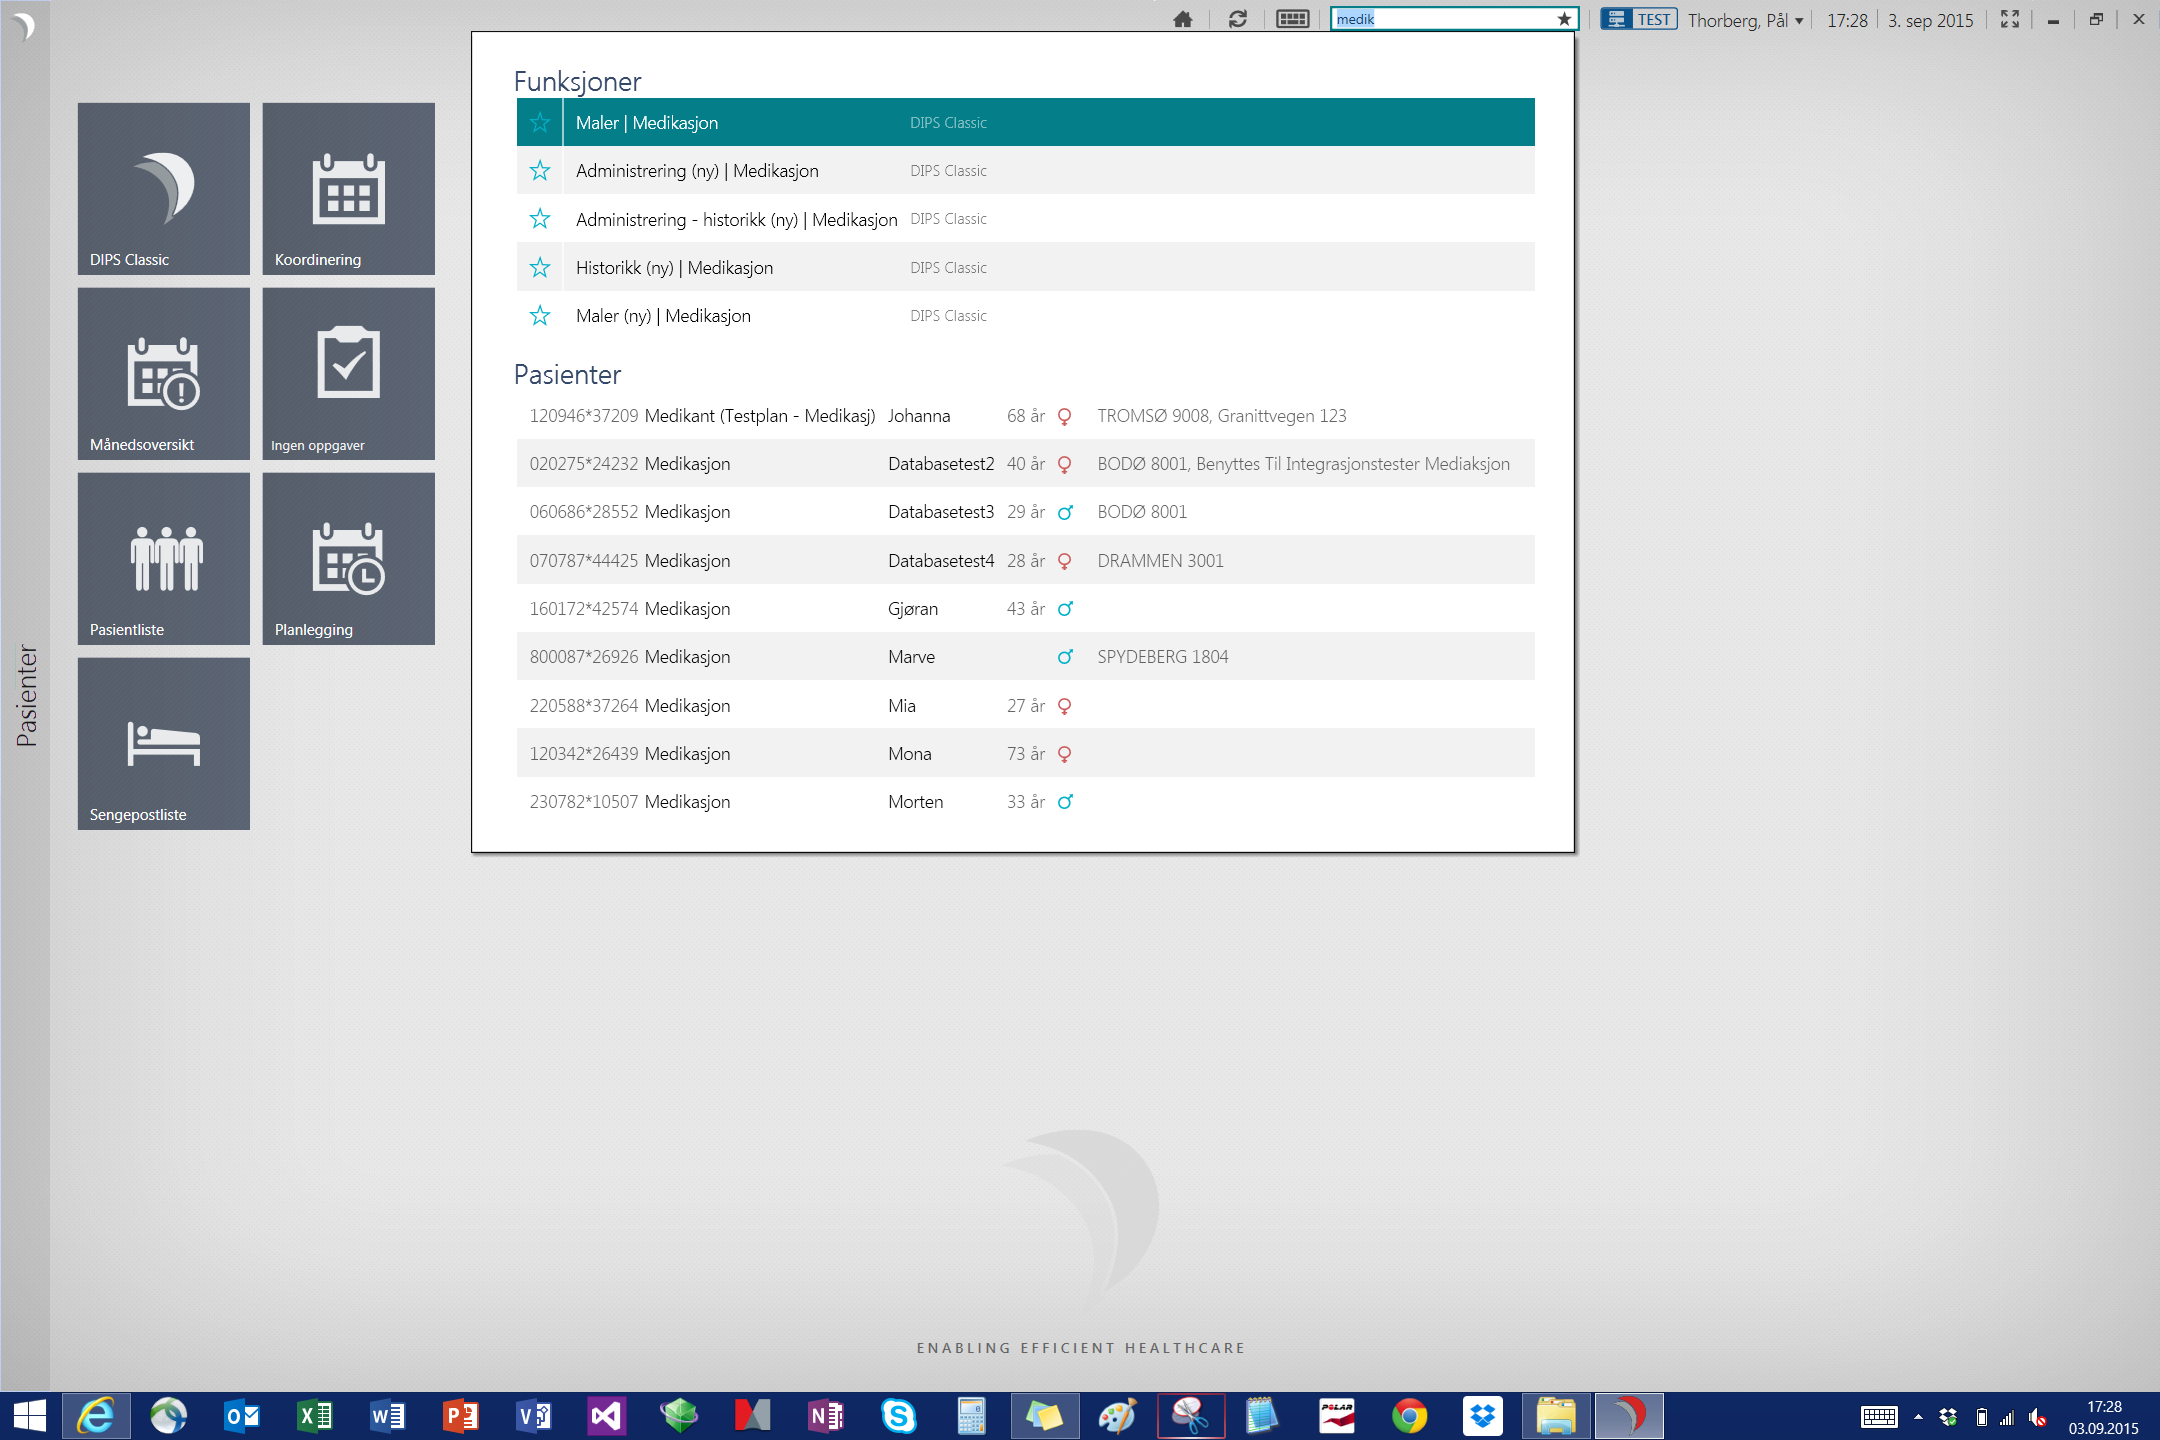 medik
TEST
Thorberg, Pål
17:28
3. sep 2015
Funksjoner
Maler | Medikasjon DIPS Classic
Administrering (ny) | Medikasjon DIPS Classic
Administrering - historikk (ny) | Medikasjon DIPS Classic
Historikk (ny) | Medikasjon DIPS Classic
Maler (ny) | Medikasjon DIPS Classic
Pasienter
120946*37209 Medikant (Testplan - Medikasj) Johanna 68 år TROMSØ 9008, Granittvegen 123
020275*24232 Medikasjon Databasetest2 40 år BODØ 8001, Benyttes Til Integrasjonstester Mediaksjon
060686*28552 Medikasjon Databasetest3 29 år BODØ 8001
070787*44425 Medikasjon Databasetest4 28 år DRAMMEN 3001
160172*42574 Medikasjon Gjøran 43 år
800087*26926 Medikasjon Marve SPYDEBERG 1804
220588*37264 Medikasjon Mia 27 år
120342*26439 Medikasjon Mona 73 år
230782*10507 Medikasjon Morten 33 år
DIPS Classic
Koordinering
Månedsoversikt
Ingen oppgaver
Pasientliste
Planlegging
Sengepostliste
Pasienter
ENABLING EFFICIENT HEALTHCARE
POLAR
17:28
03.09.2015